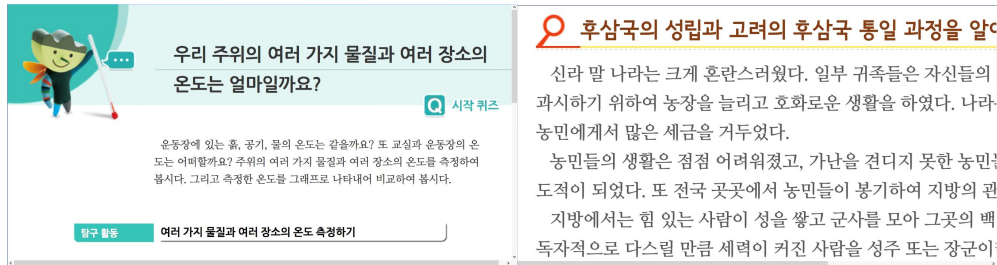 우리 주위의 여러 가지 물질과 여러 장소의
온도는 얼마일까요?
Q 시작 퀴즈
운동장에 있는 흙, 공기, 물의 온도는 같을까요? 또 교실과 운동장의 온
도는 어떠할까요? 주위의 여러 가지 물질과 여러 장소의 온도를 측정하여
봅시다. 그리고 측정한 온도를 그래프로 나타내어 비교하여 봅시다.
탐구 활동 여러 가지 물질과 여러 장소의 온도 측정하기
후삼국의 성립과 고려의 후삼국 통일 과정을
신라 말 나라는 크게 혼란스러웠다. 일부 귀족들은 자신들의
과시하기 위하여 농장을 늘리고 호화로운 생활을 하였다. 나라
농민에게서 많은 세금을 거두었다.
농민들의 생활은 점점 어려워졌고, 가난을 견디지 못한 농민
도적이 되었다. 또 전국 곳곳에서 농민들이 봉기하여 지방의 관
지방에서는 힘 있는 사람이 성을 쌓고 군사를 모아 그곳의 백
독자적으로 다스릴 만큼 세력이 커진 사람을 성주 또는 장군이